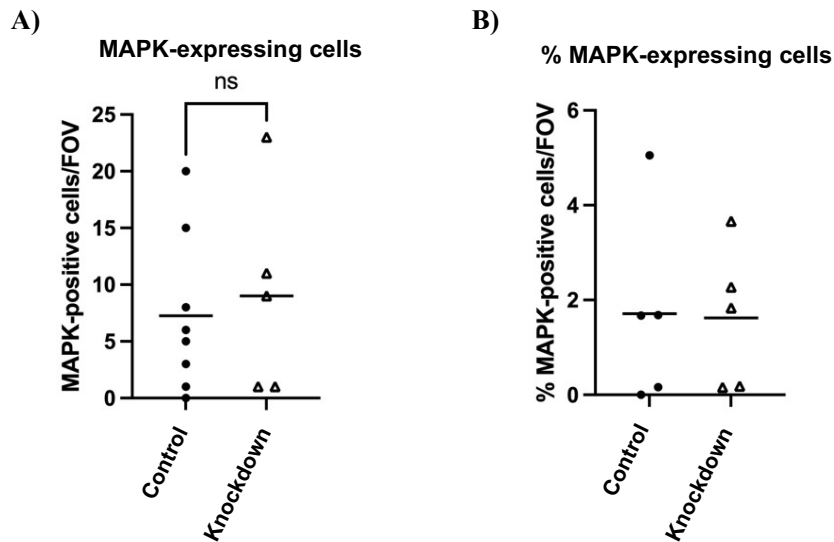 A)
MAPK-expressing cells
ns
MAPK-positive cells/FOV
25
20
15
10
5
0
Control
Knockdown
B)
% MAPK-expressing cells
% MAPK-positive cells/FOV
6
4
2
0
Control
Knockdown